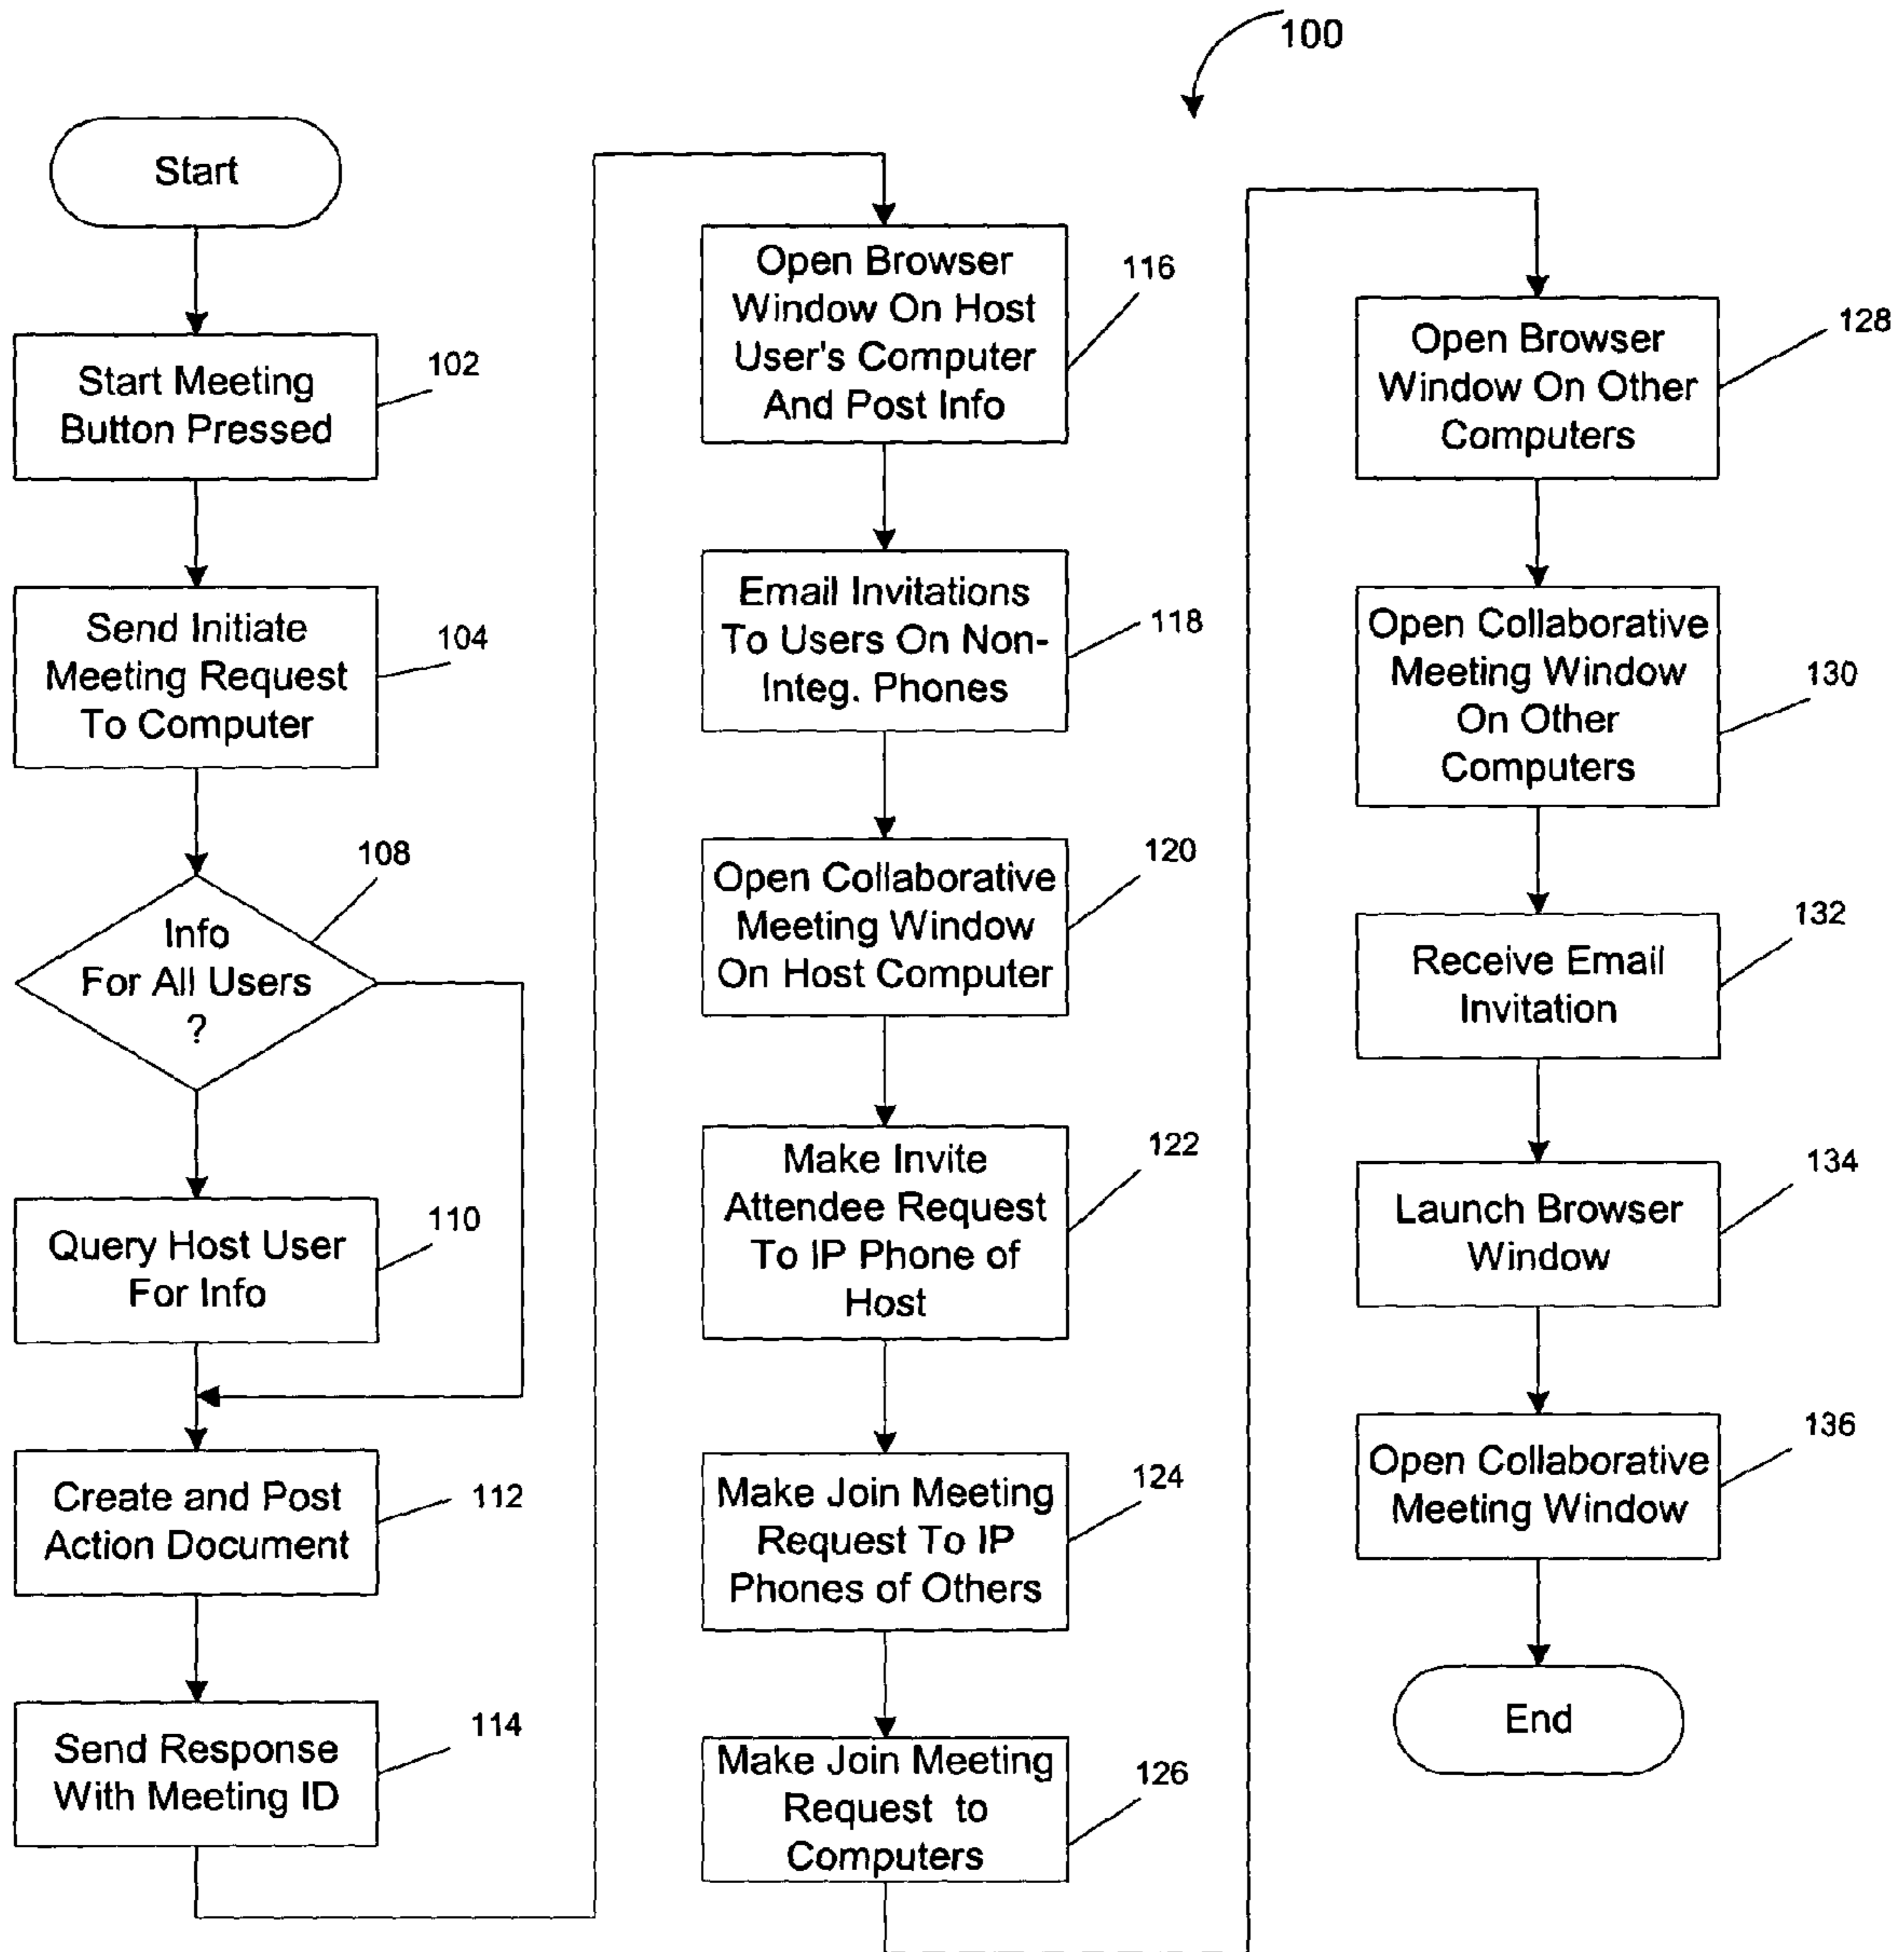 100
Start
Start Meeting
Button Pressed
102
Send Initiate
Meeting Request
To Computer
104
108
Info
For All Users
?
Query Host User
For Info
110
Create and Post
Action Document
112
Send Response
With Meeting ID
114
Open Browser
Window On Host
User's Computer
And Post Info
116
Email Invitations
To Users On Non-
Integ. Phones
118
Open Collaborative
Meeting Window
On Host Computer
120
Make Invite
Attendee Request
To IP Phone of
Host
122
Make Join Meeting
Request To IP
Phones of Others
124
Make Join Meeting
Request to
Computers
126
Open Browser
Window On Other
Computers
128
Open Collaborative
Meeting Window
On Other
Computers
130
Receive Email
Invitation
132
Launch Browser
Window
134
Open Collaborative
Meeting Window
136
End